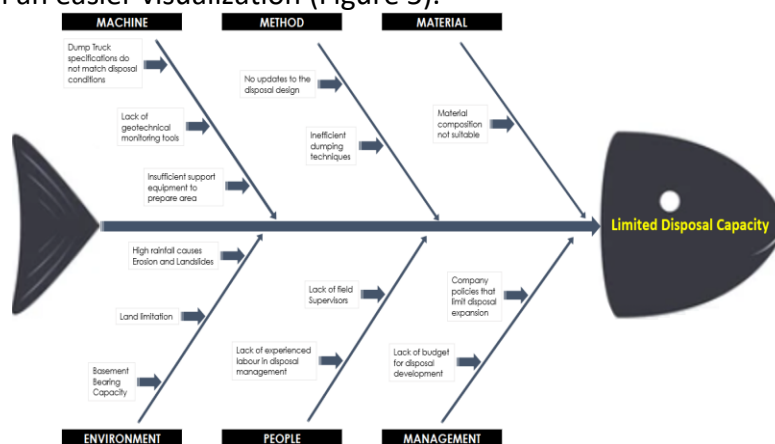 an easier visualization (Figure 5).
MACHINE
METHOD
MATERIAL
Dump Truck
specifications do
not match disposal
conditions
No updates to the
disposal design
Lack of
geotechnical
monitoring tools
Material
composition
not suitable
Inefficient
dumping
techniques
Insufficient support
equipment to
prepare area
Limited Disposal Capacity
High rainfall causes
Erosion and Landslides
Lack of field
Supervisors
Company
policies that
limit disposal
expansion
Land limitation
Lack of experienced
labour in disposal
management
Lack of budget
for disposal
development
Basement
Bearing
Capacity
ENVIRONMENT
PEOPLE
MANAGEMENT